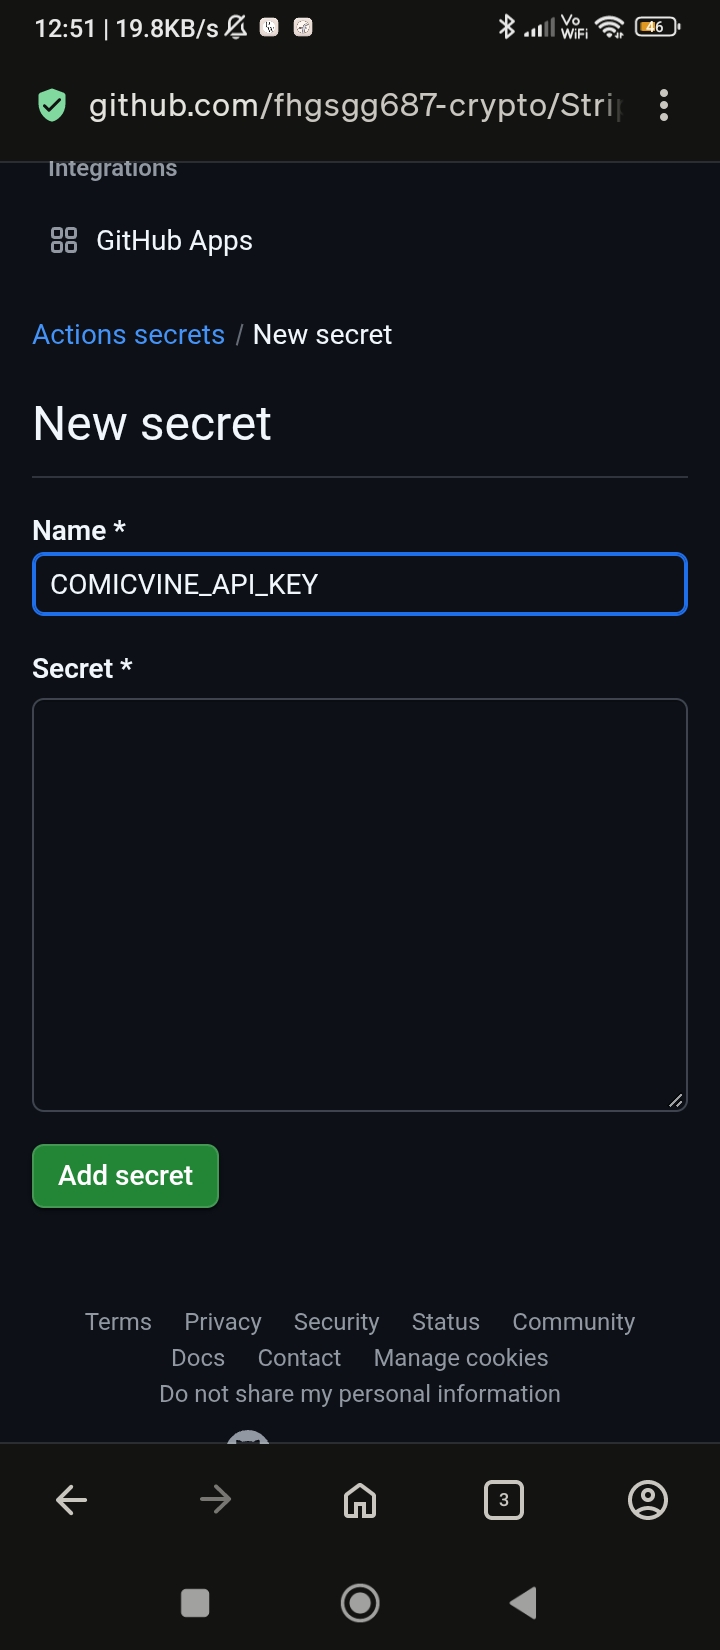 12:51 | 19.8KB/s
Vo
WiFi
46
github.com/fhgsgg687-crypto/Strip
Integrations
GitHub Apps
Actions secrets / New secret
New secret
Name *
COMICVINE_API_KEY
Secret *
Add secret
Terms Privacy Security Status Community
Docs Contact Manage cookies
Do not share my personal information
3